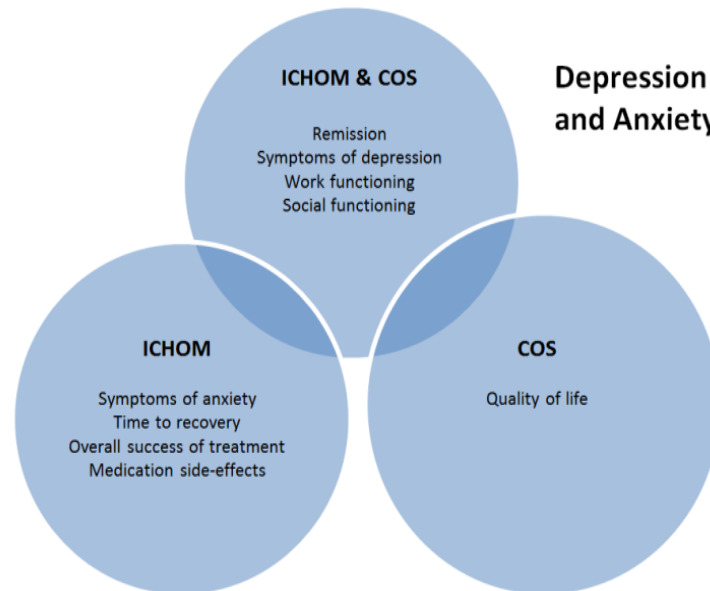 Depression
and Anxiety
ICHOM & COS
Remission
Symptoms of depression
Work functioning
Social functioning
ICHOM
Symptoms of anxiety
Time to recovery
Overall success of treatment
Medication side-effects
COS
Quality of life